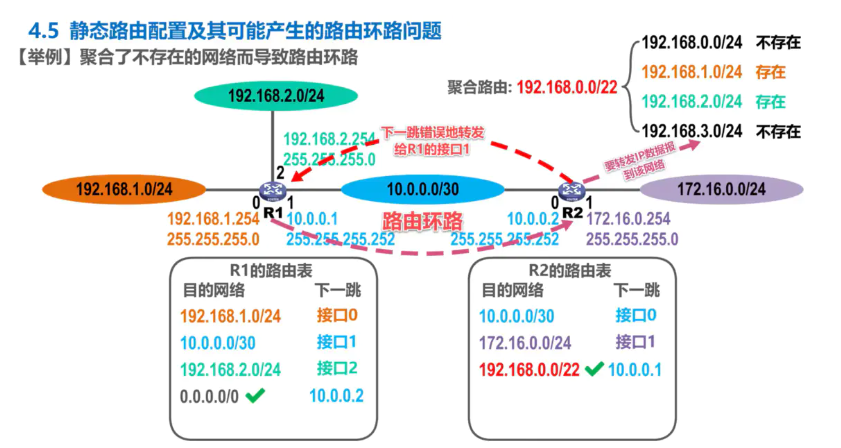 4.5 静态路由配置及其可能产生的路由环路问题
【举例】聚合了不存在的网络而导致路由环路
192.168.0.0/24 不存在
192.168.1.0/24 存在
聚合路由: 192.168.0.0/22
192.168.2.0/24 存在
192.168.3.0/24 不存在
192.168.2.0/24
192.168.2.254
255.255.255.0
下一跳错误地转发
给R1的接口1
要转发IP数据报
到该网络
2
192.168.1.0/24
10.0.0.0/30
172.16.0.0/24
0
R1
1
0
R2
1
192.168.1.254
255.255.255.0
10.0.0.1
255.255.255.252
路由环路
10.0.0.2
255.255.255.252
172.16.0.254
255.255.255.0
R1的路由表
目的网络 下一跳
192.168.1.0/24 接口0
10.0.0.0/30 接口1
192.168.2.0/24 接口2
0.0.0.0/0 10.0.0.2
R2的路由表
目的网络 下一跳
10.0.0.0/30 接口0
172.16.0.0/24 接口1
192.168.0.0/22 10.0.0.1